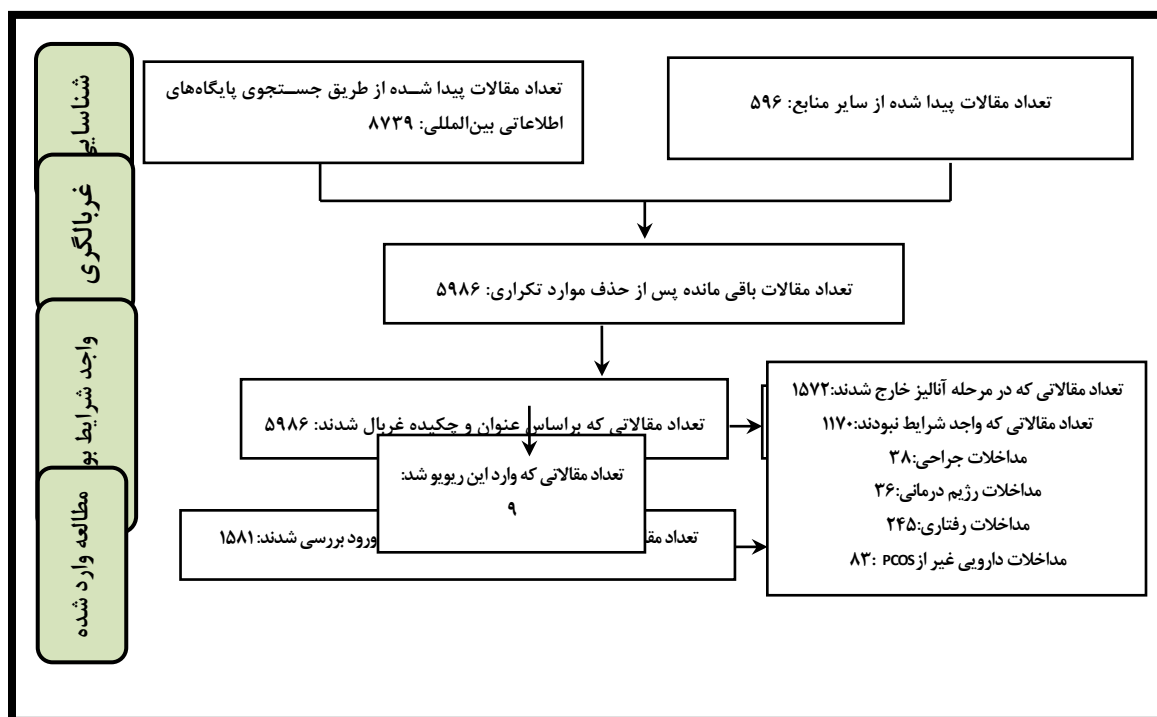 شناسایی
غربالگری
واجد شرایط بو
مطالعه وارد شده
تعداد مقالات پیدا شده از طریق جستجوی پایگاه‌های
اطلاعاتی بین‌المللی: ۸۷۳۹
تعداد مقالات پیدا شده از سایر منابع: ۵۹۶
تعداد مقالات باقی مانده پس از حذف موارد تکراری: ۵۹۸۶
تعداد مقالاتی که براساس عنوان و چکیده غربال شدند: ۵۹۸۶
تعداد مقالاتی که در مرحله آنالیز خارج شدند:۱۵۷۲
تعداد مقالاتی که واجد شرایط نبودند:۱۱۷۰
مداخلات جراحی:۳۸
مداخلات رژیم درمانی:۳۶
مداخلات رفتاری:۲۴۵
مداخلات دارویی غیر از PCOS: ۸۳
تعداد مقالاتی که وارد این ریویو شد:
۹
تعداد ورود بررسی شدند:۱۵۸۱